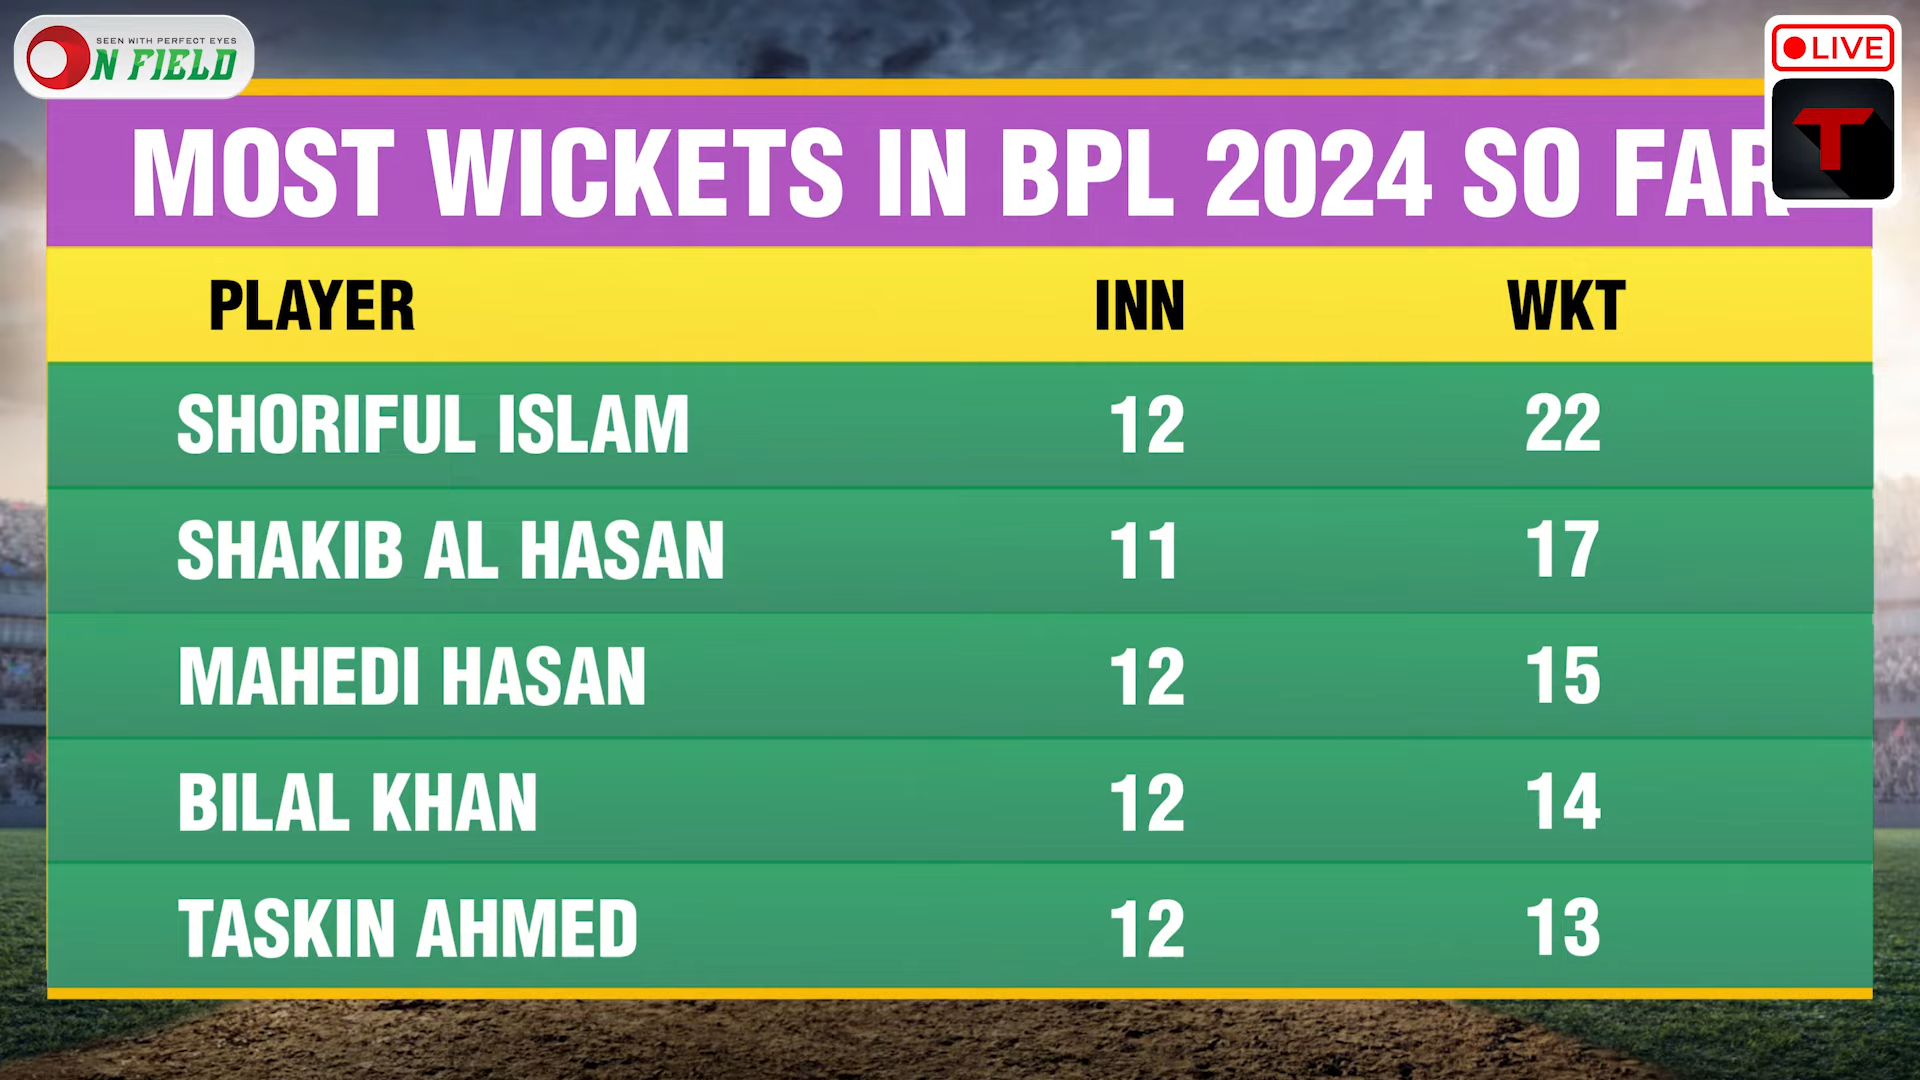 SEEN WITH PERFECT EYES
ON FIELD
LIVE
T
MOST WICKETS IN BPL 2024 SO FAR
PLAYER INN WKT
SHORIFUL ISLAM 12 22
SHAKIB AL HASAN 11 17
MAHEDI HASAN 12 15
BILAL KHAN 12 14
TASKIN AHMED 12 13